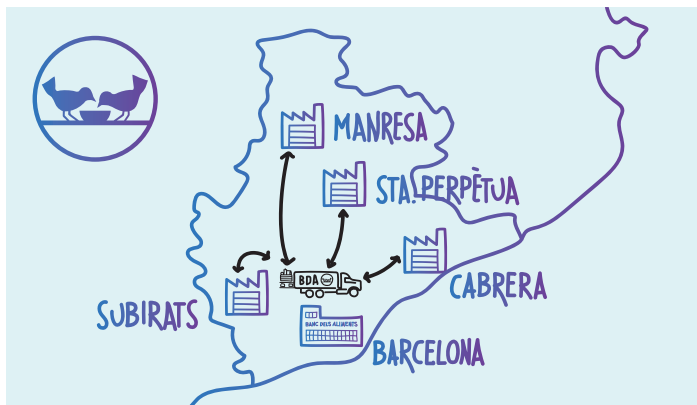 MANRESA
STA. PERPÈTUA
BDA
CABRERA
SUBIRATS
BANC DELS ALIMENTS
BARCELONA